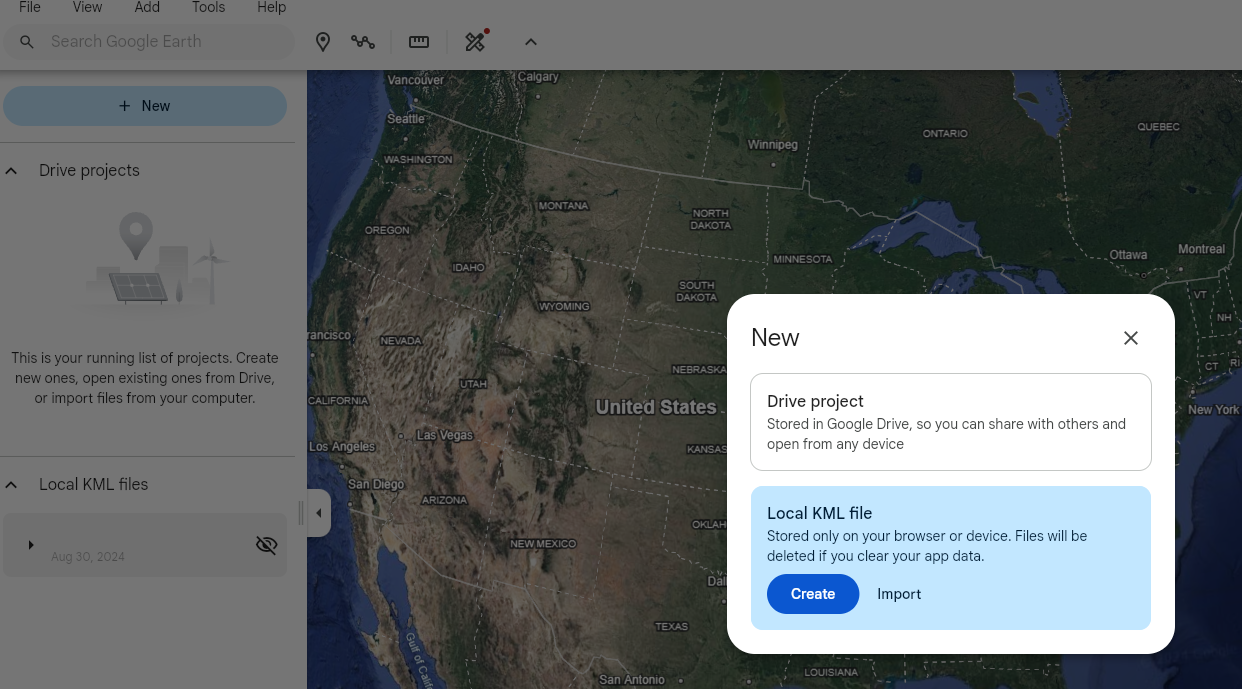 File View Add Tools Help
Search Google Earth
New
Drive projects
This is your running list of projects. Create
new ones, open existing ones from Drive,
or import files from your computer.
Local KML files
Aug 30, 2024
Vancouver
Calgary
Seattle
WASHINGTON
Winnipeg
ONTARIO
QUEBEC
MONTANA
NORTH
DAKOTA
OREGON
IDAHO
MINNESOTA
Ottawa
Montreal
SOUTH
DAKOTA
WYOMING
VT
NH
rancisco
NEVADA
NEBRASKA
CT
RI
UTAH
CALIFORNIA
United States
New York
Las Vegas
Los Angeles
KANSAS
San Diego
ARIZONA
OKLAH
NEW MEXICO
Dal
TEXAS
Gulf of Calif
San Antonio
LOUISIANA
New
Drive project
Stored in Google Drive, so you can share with others and
open from any device
Local KML file
Stored only on your browser or device. Files will be
deleted if you clear your app data.
Create Import